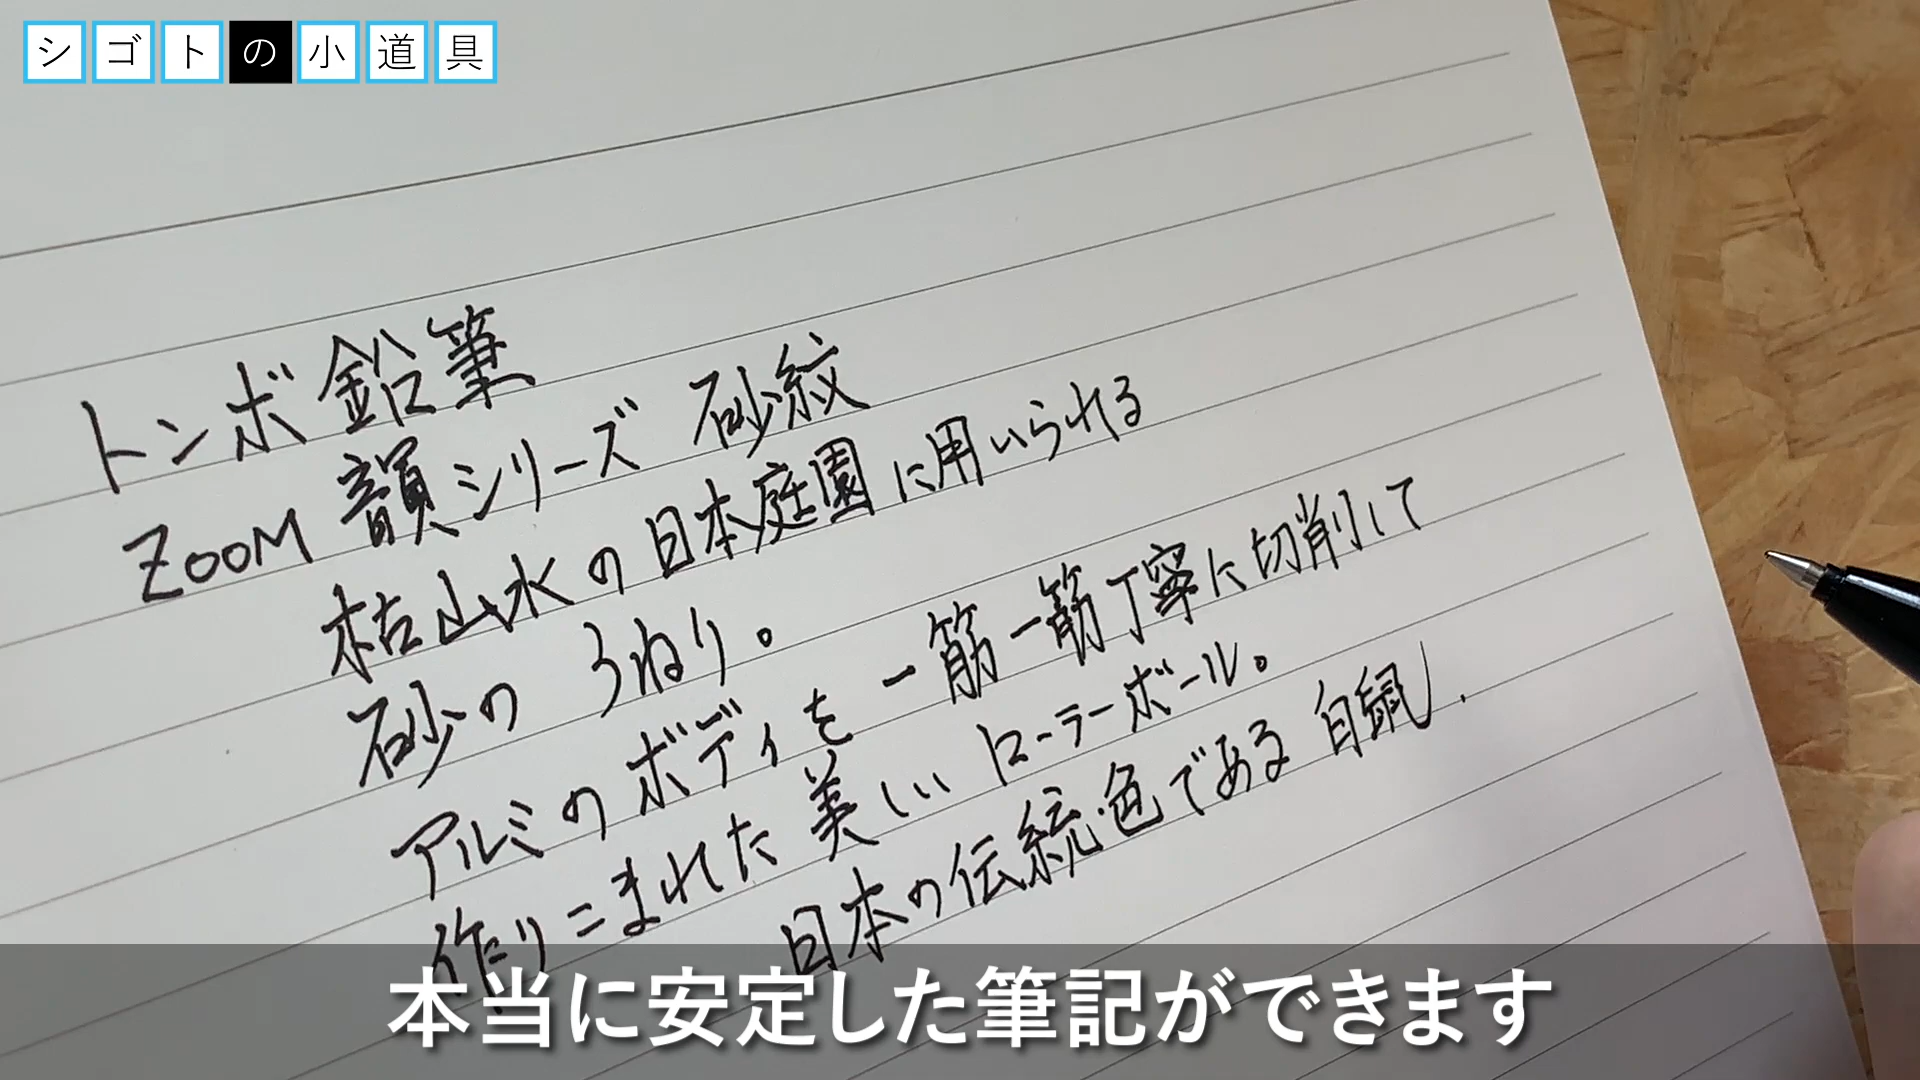 シゴトの小道具
トンボ鉛筆
ZOOM 韻シリーズ 砂紋
枯山水の日本庭園に用いられる
砂の うねり。
アルミのボディを 一筋一筋丁寧に切削して
作りこまれた美しい ローラーボール。
日本の伝統色である 白鼠
本当に安定した筆記ができます